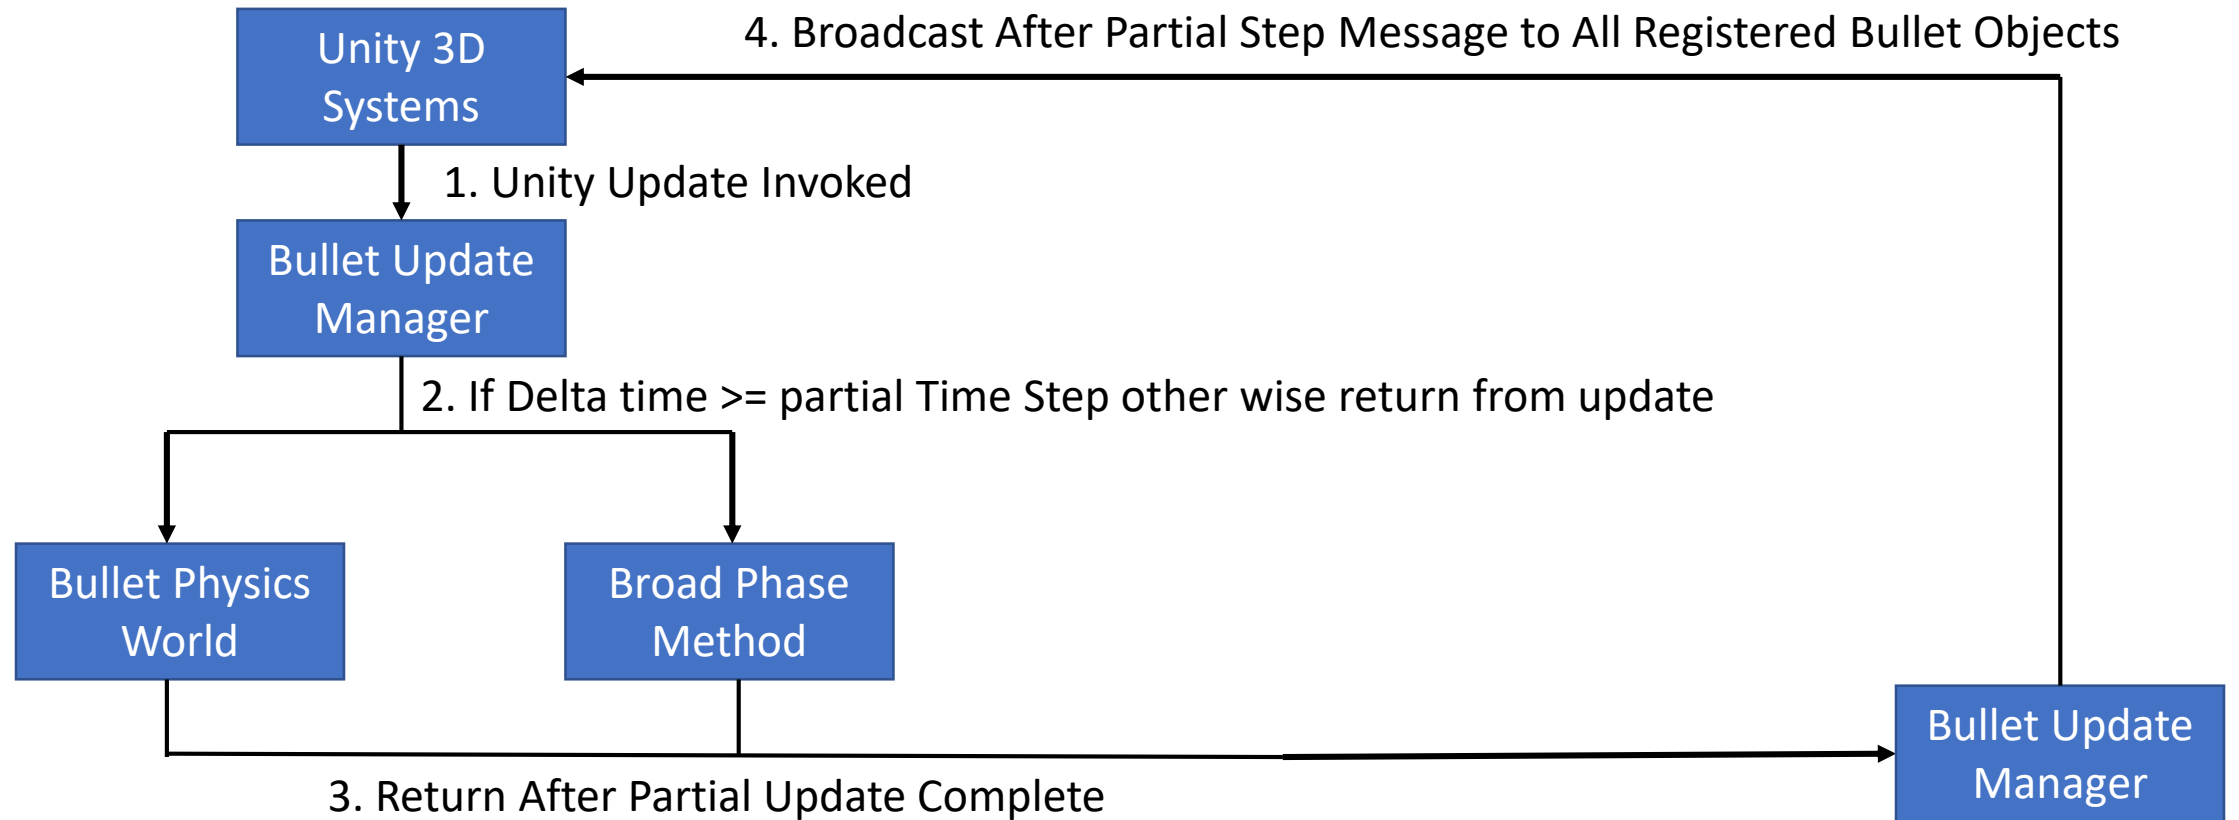 Unity 3D
Systems
4. Broadcast After Partial Step Message to All Registered Bullet Objects
1. Unity Update Invoked
Bullet Update
Manager
2. If Delta time >= partial Time Step other wise return from update
Bullet Physics
World
Broad Phase
Method
3. Return After Partial Update Complete
Bullet Update
Manager